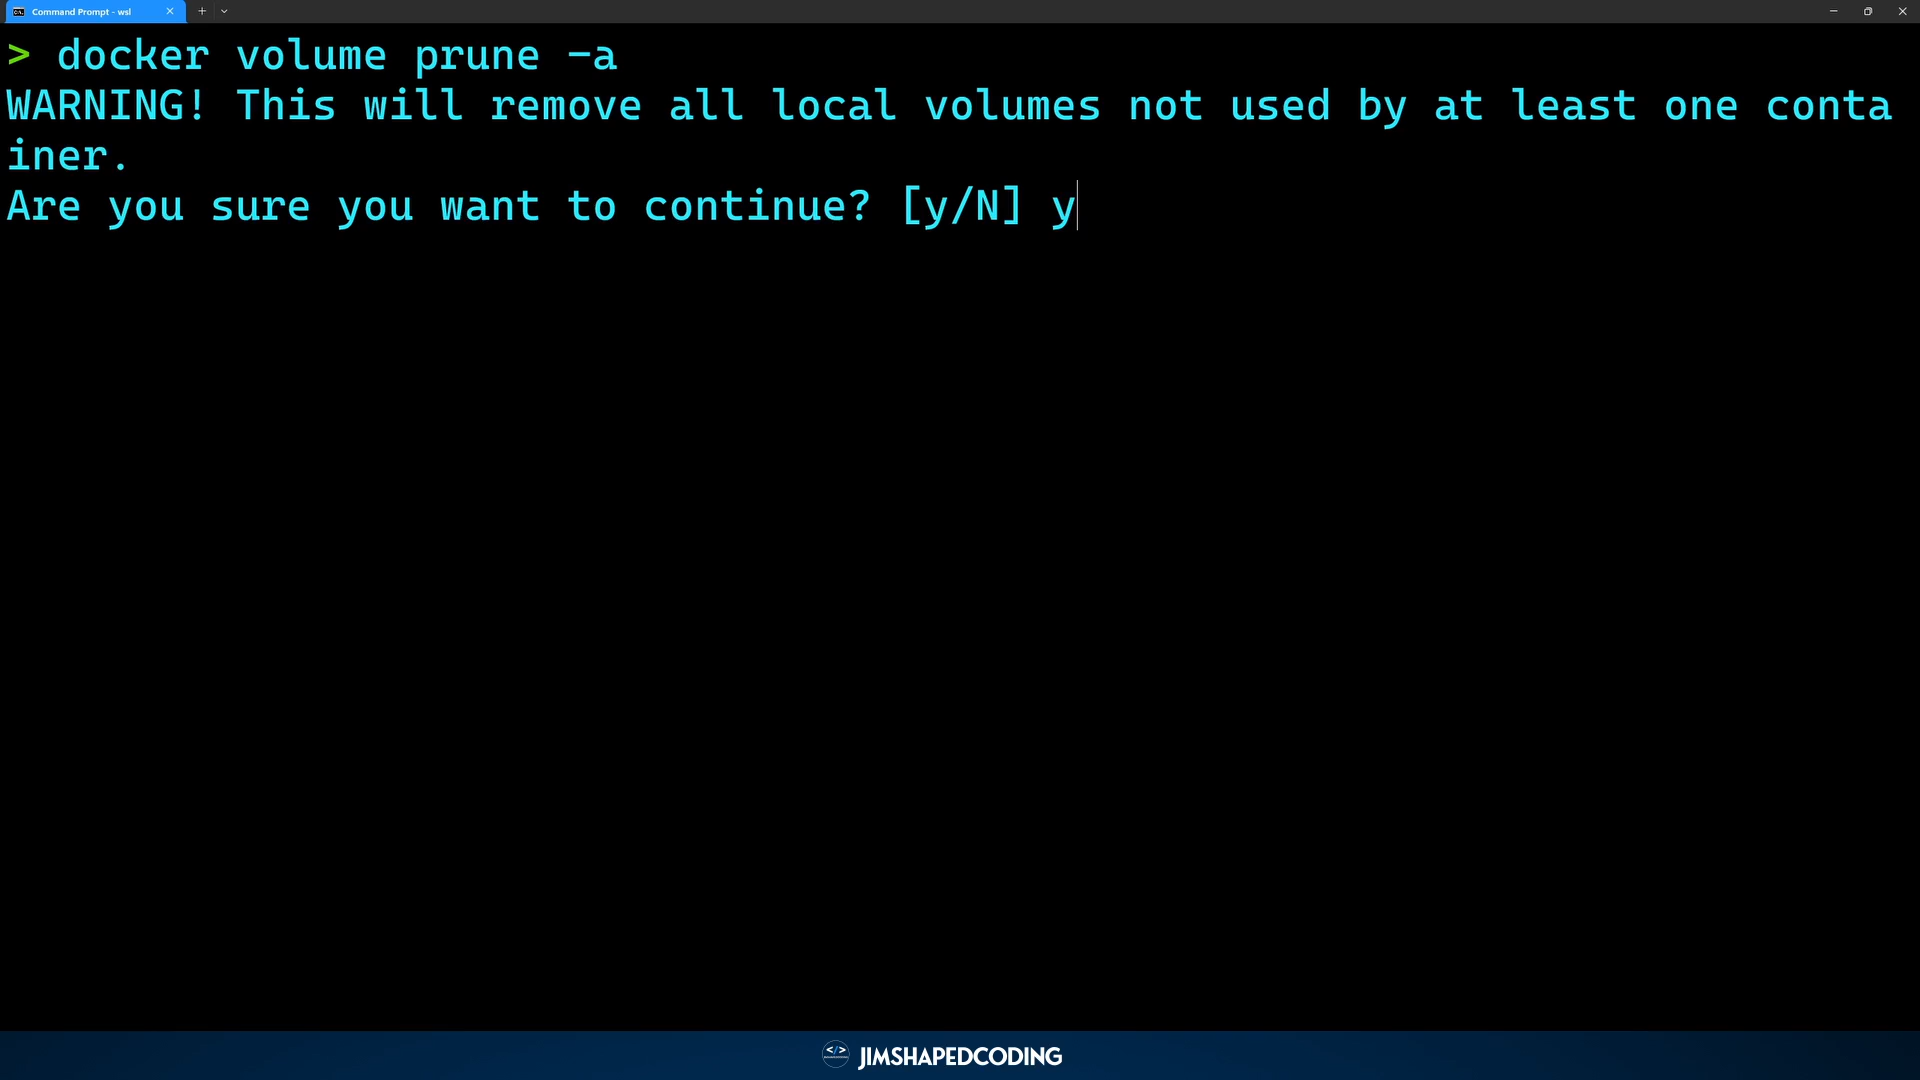 Command Prompt - wsl
> docker volume prune -a
WARNING! This will remove all local volumes not used by at least one conta
iner.
Are you sure you want to continue? [y/N] y
</> JIMSHAPEDCODING